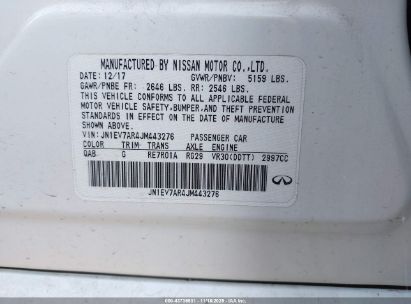 MANUFACTURED BY NISSAN MOTOR CO.,LTD.
DATE: 12/17 GVWR/PNBV: 5159 LBS.
GAWR/PNBE FR: 2646 LBS. RR: 2546 LBS.
THIS VEHICLE CONFORMS TO ALL APPLICABLE FEDERAL
MOTOR VEHICLE SAFETY,BUMPER,AND THEFT PREVENTION
STANDARDS IN EFFECT ON THE DATE OF MANUFACTURE
SHOWN ABOVE.
VIN: JN1EV7AR4JM443276 PASSENGER CAR
COLOR TRIM TRANS AXLE ENGINE
QAB G RE7R01A RG29 VR30(DDTT) 2997CC
JN1EV7AR4JM443276